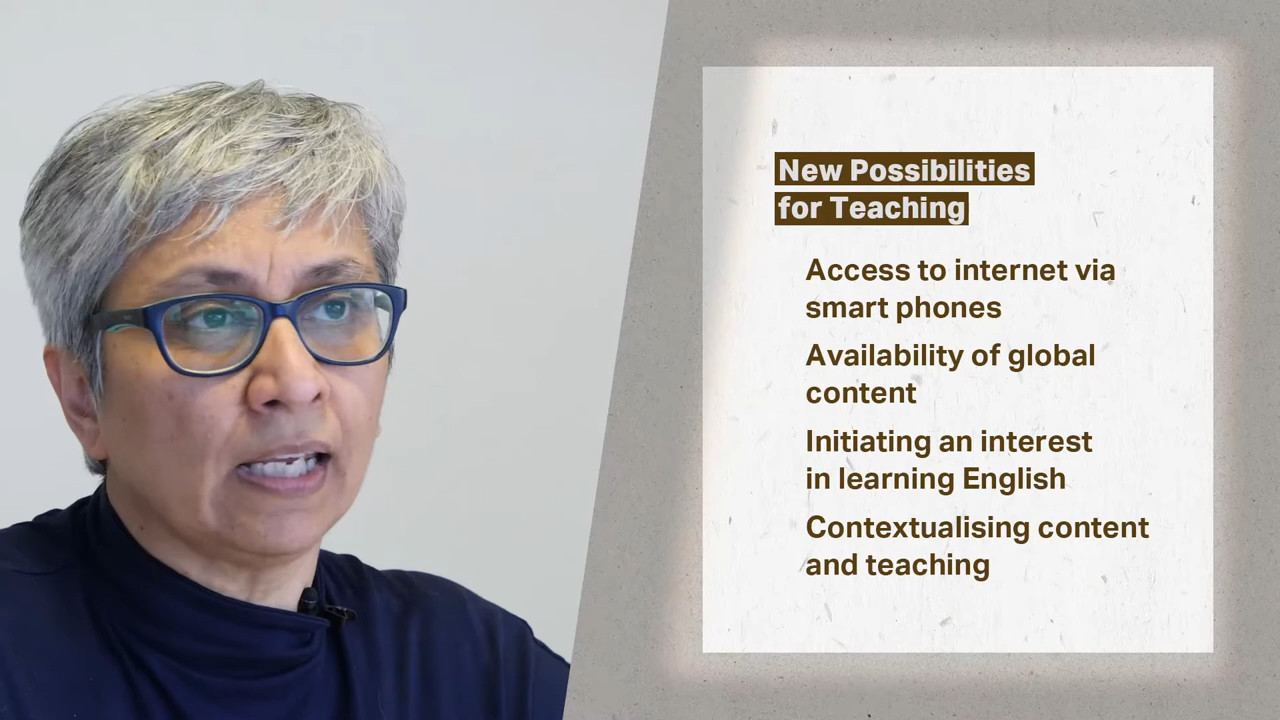 New Possibilities
for Teaching
Access to internet via
smart phones
Availability of global
content
Initiating an interest
in learning English
Contextualising content
and teaching